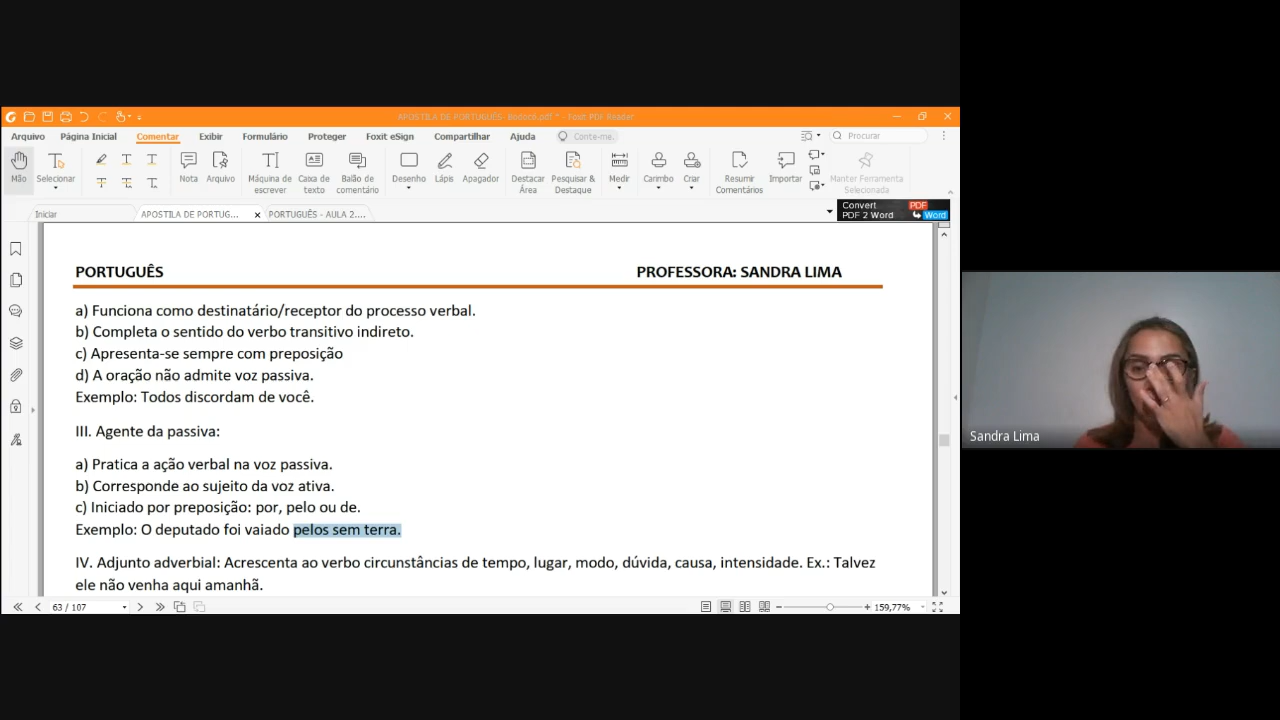 APOSTILA DE PORTUGUÊS- Bodocó.pdf * - Foxit PDF Reader
Arquivo Página Inicial Comentar Exibir Formulário Proteger Foxit eSign Compartilhar Ajuda Conte-me. Procurar
Mão Selecionar Nota Arquivo Máquina de escrever Caixa de texto Balão de comentário Desenho Lápis Apagador Destacar Área Pesquisar & Destaque Medir Carimbo Criar Resumir Comentários Importar Manter Ferramenta Selecionada
Iniciar APOSTILA DE PORTUG... PORTUGUÊS - AULA 2....
Convert PDF
PDF 2 Word Word
PORTUGUÊS PROFESSORA: SANDRA LIMA
a) Funciona como destinatário/receptor do processo verbal.
b) Completa o sentido do verbo transitivo indireto.
c) Apresenta-se sempre com preposição
d) A oração não admite voz passiva.
Exemplo: Todos discordam de você.
III. Agente da passiva:
a) Pratica a ação verbal na voz passiva.
b) Corresponde ao sujeito da voz ativa.
c) Iniciado por preposição: por, pelo ou de.
Exemplo: O deputado foi vaiado pelos sem terra.
IV. Adjunto adverbial: Acrescenta ao verbo circunstâncias de tempo, lugar, modo, dúvida, causa, intensidade. Ex.: Talvez
ele não venha aqui amanhã.
63 / 107 159,77%
Sandra Lima